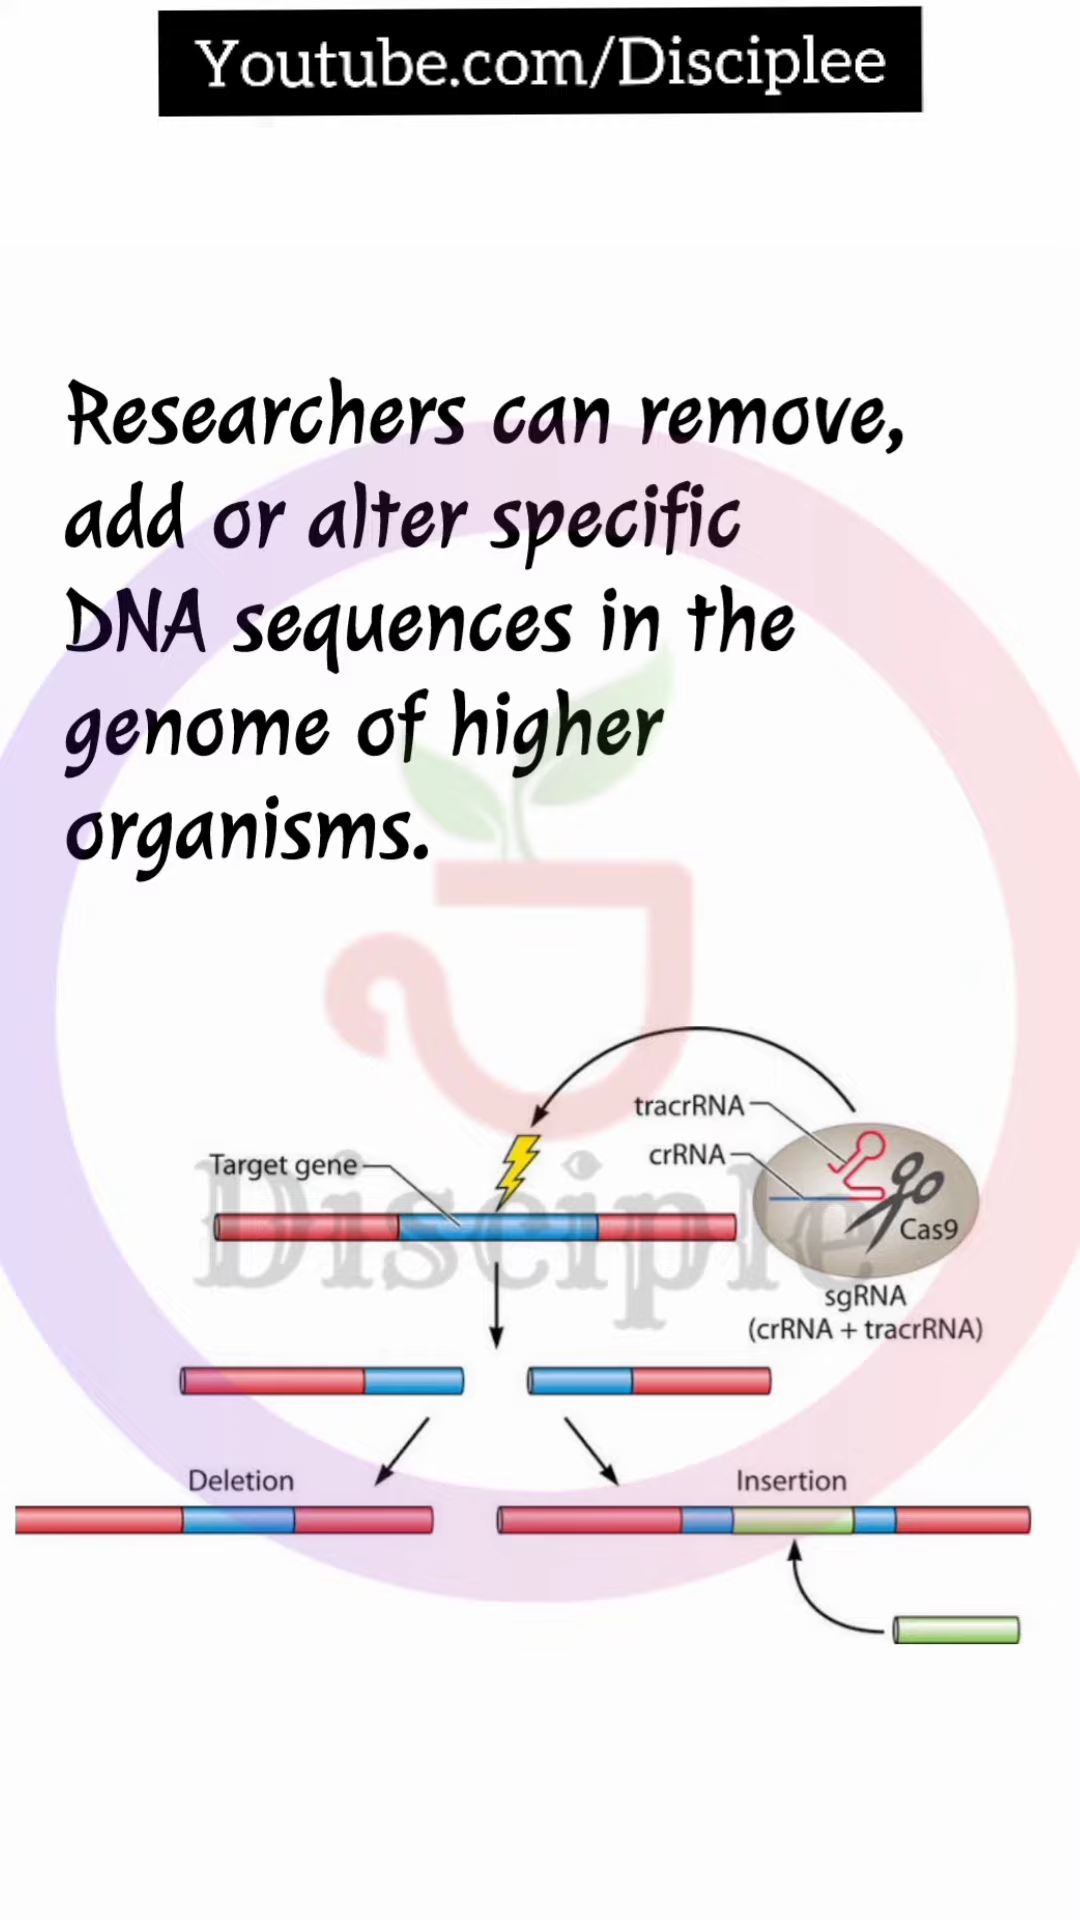 Youtube.com/Disciplee
Researchers can remove,
add or alter specific
DNA sequences in the
genome of higher
organisms.
tracrRNA
crRNA
Target gene
Cas9
Disciple
sgRNA
(crRNA + tracrRNA)
Deletion
Insertion